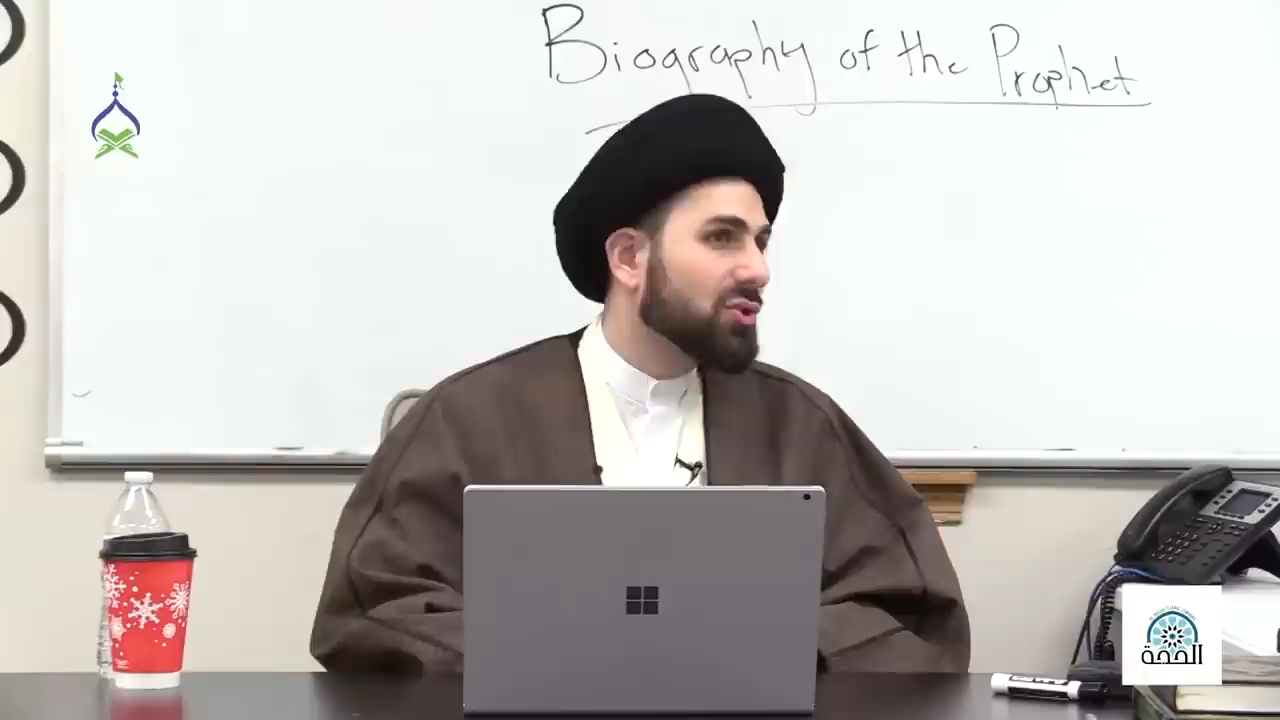 Biography of the Prophet
الحجة